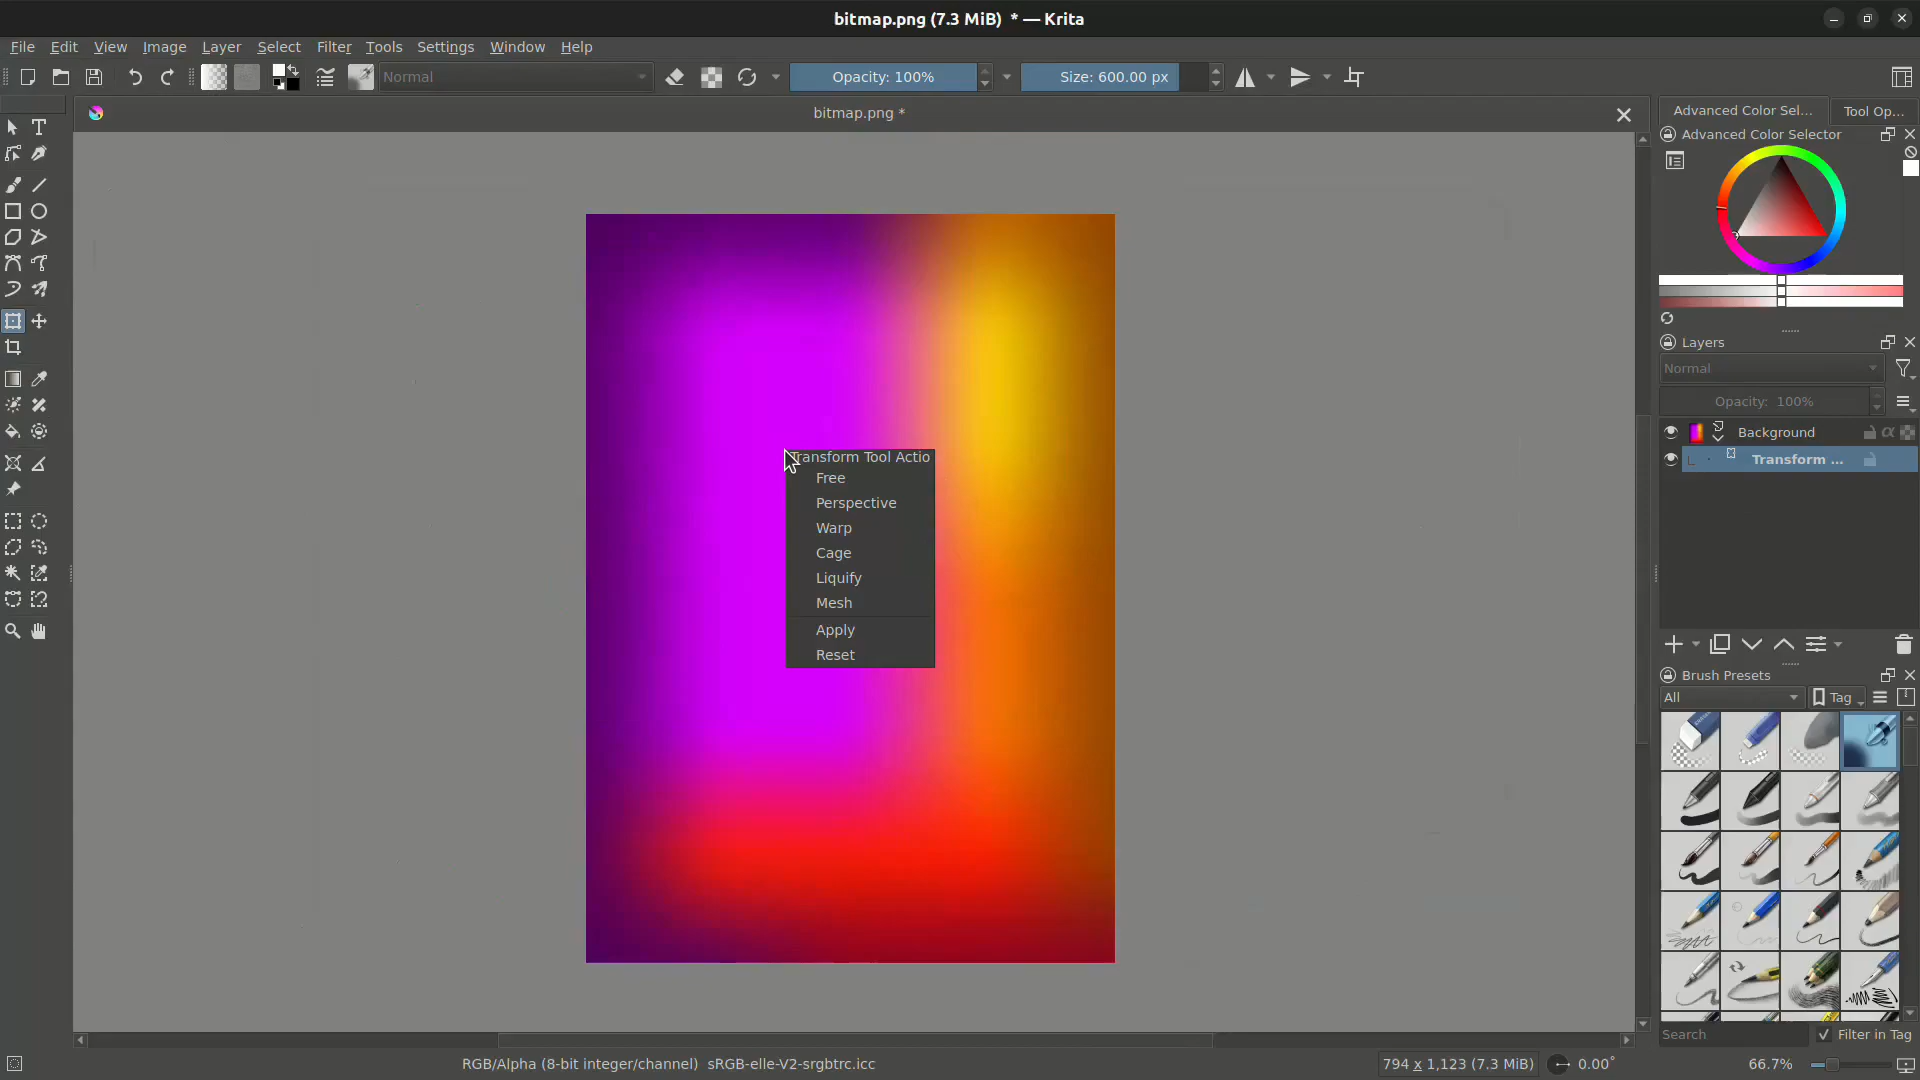 bitmap.png (7.3 MiB)  * — Krita
File Edit View Image Layer Select Filter Tools Settings Window Help
Normal
Opacity: 100%
Size: 600.00 px
bitmap.png *
Advanced Color Sel...
Tool Op...
Advanced Color Selector
Layers
Normal
Opacity:  100%
Background
Transform ...
Transform Tool Actio
Free
Perspective
Warp
Cage
Liquify
Mesh
Apply
Reset
Brush Presets
All
Tag
Search
Filter in Tag
RGB/Alpha (8-bit integer/channel)  sRGB-elle-V2-srgbtrc.icc
794 x 1,123 (7.3 MiB)
0.00°
66.7%